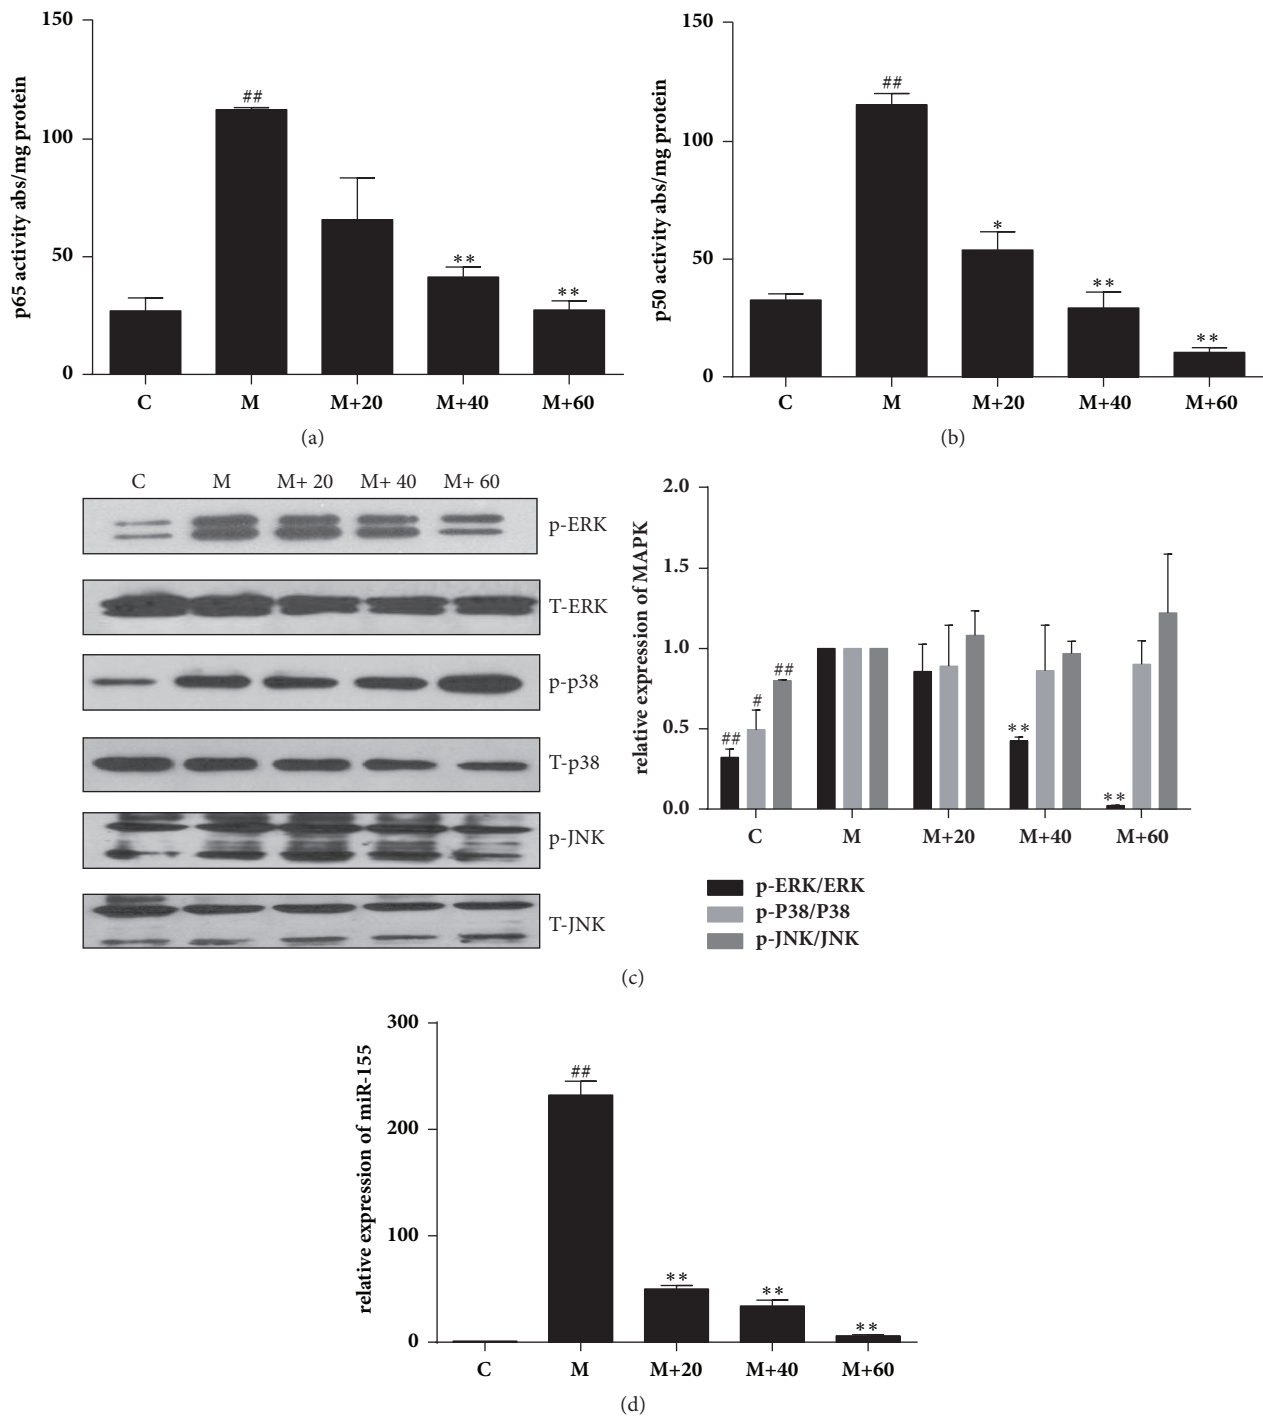 p65 activity abs/mg protein
150
100
50
0
##
**
**
C M M+20 M+40 M+60
(a)
p50 activity abs/mg protein
150
100
50
0
##
*
**
**
C M M+20 M+40 M+60
(b)
C M M+ 20 M+ 40 M+ 60
p-ERK
T-ERK
p-p38
T-p38
p-JNK
T-JNK
relative expression of MAPK
2.0
1.5
1.0
0.5
0.0
##
#
##
**
**
C M M+20 M+40 M+60
p-ERK/ERK
p-P38/P38
p-JNK/JNK
(c)
relative expression of miR-155
300
200
100
0
##
**
**
**
C M M+20 M+40 M+60
(d)